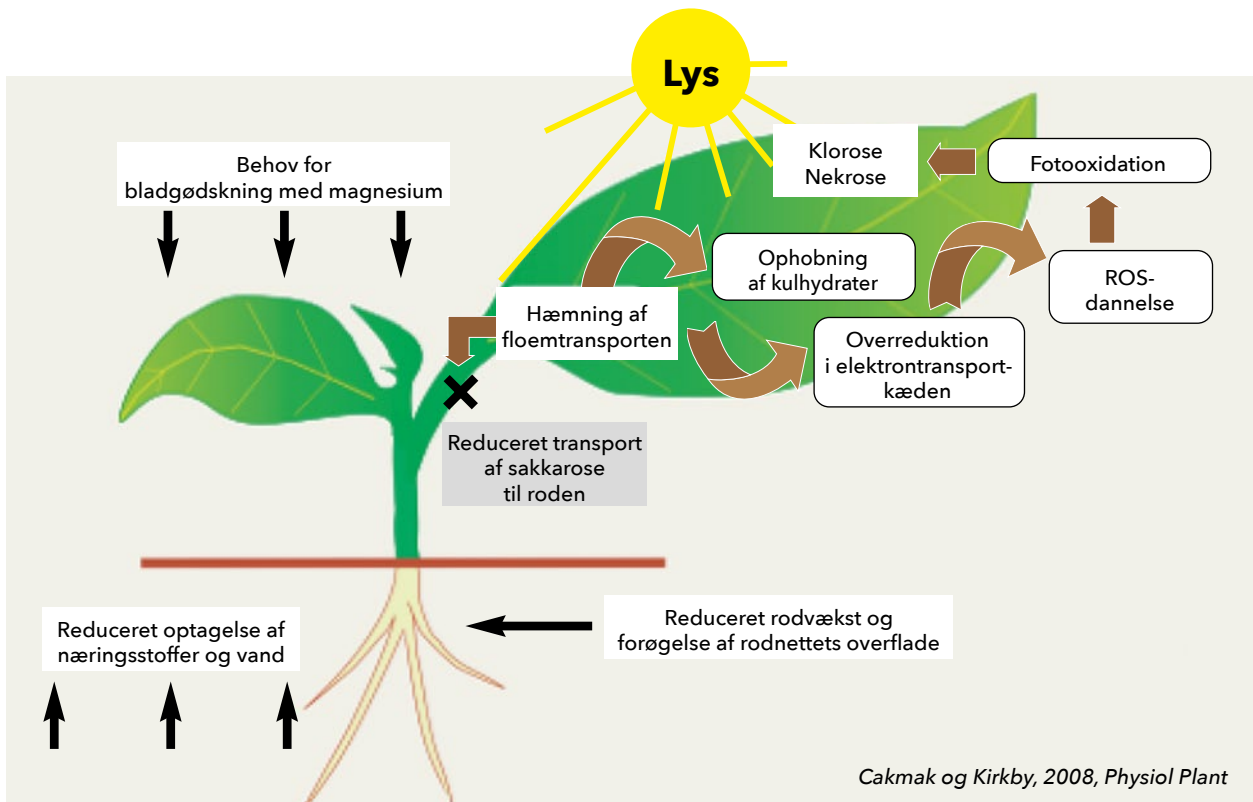 Lys
Behov for
bladgødskning med magnesium
Klorose
Nekrose
Fotooxidation
Ophobning
af kulhydrater
ROS-
dannelse
Hæmning af
floemtransporten
Overreduktion
i elektrontransport-
kæden
Reduceret transport
af sakkarose
til roden
Reduceret optagelse af
næringsstoffer og vand
Reduceret rodvækst og
forøgelse af rodnettets overflade
Cakmak og Kirkby, 2008, Physiol Plant